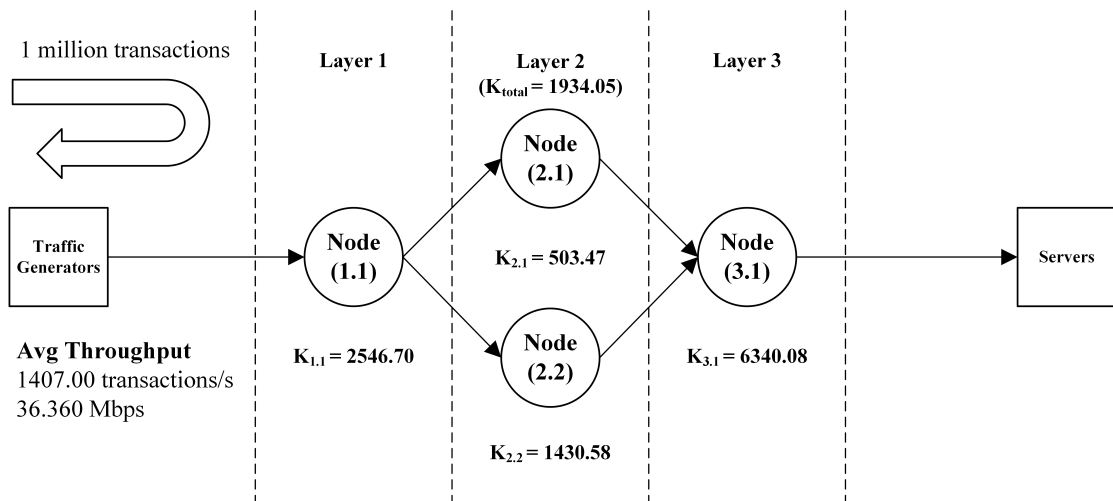 1 million transactions
Layer 1
Layer 2
(K_total = 1934.05)
Layer 3
Node
(2.1)
Traffic
Generators
Node
(1.1)
K_2.1 = 503.47
Node
(3.1)
Servers
Avg Throughput
1407.00 transactions/s
36.360 Mbps
K_1.1 = 2546.70
Node
(2.2)
K_3.1 = 6340.08
K_2.2 = 1430.58